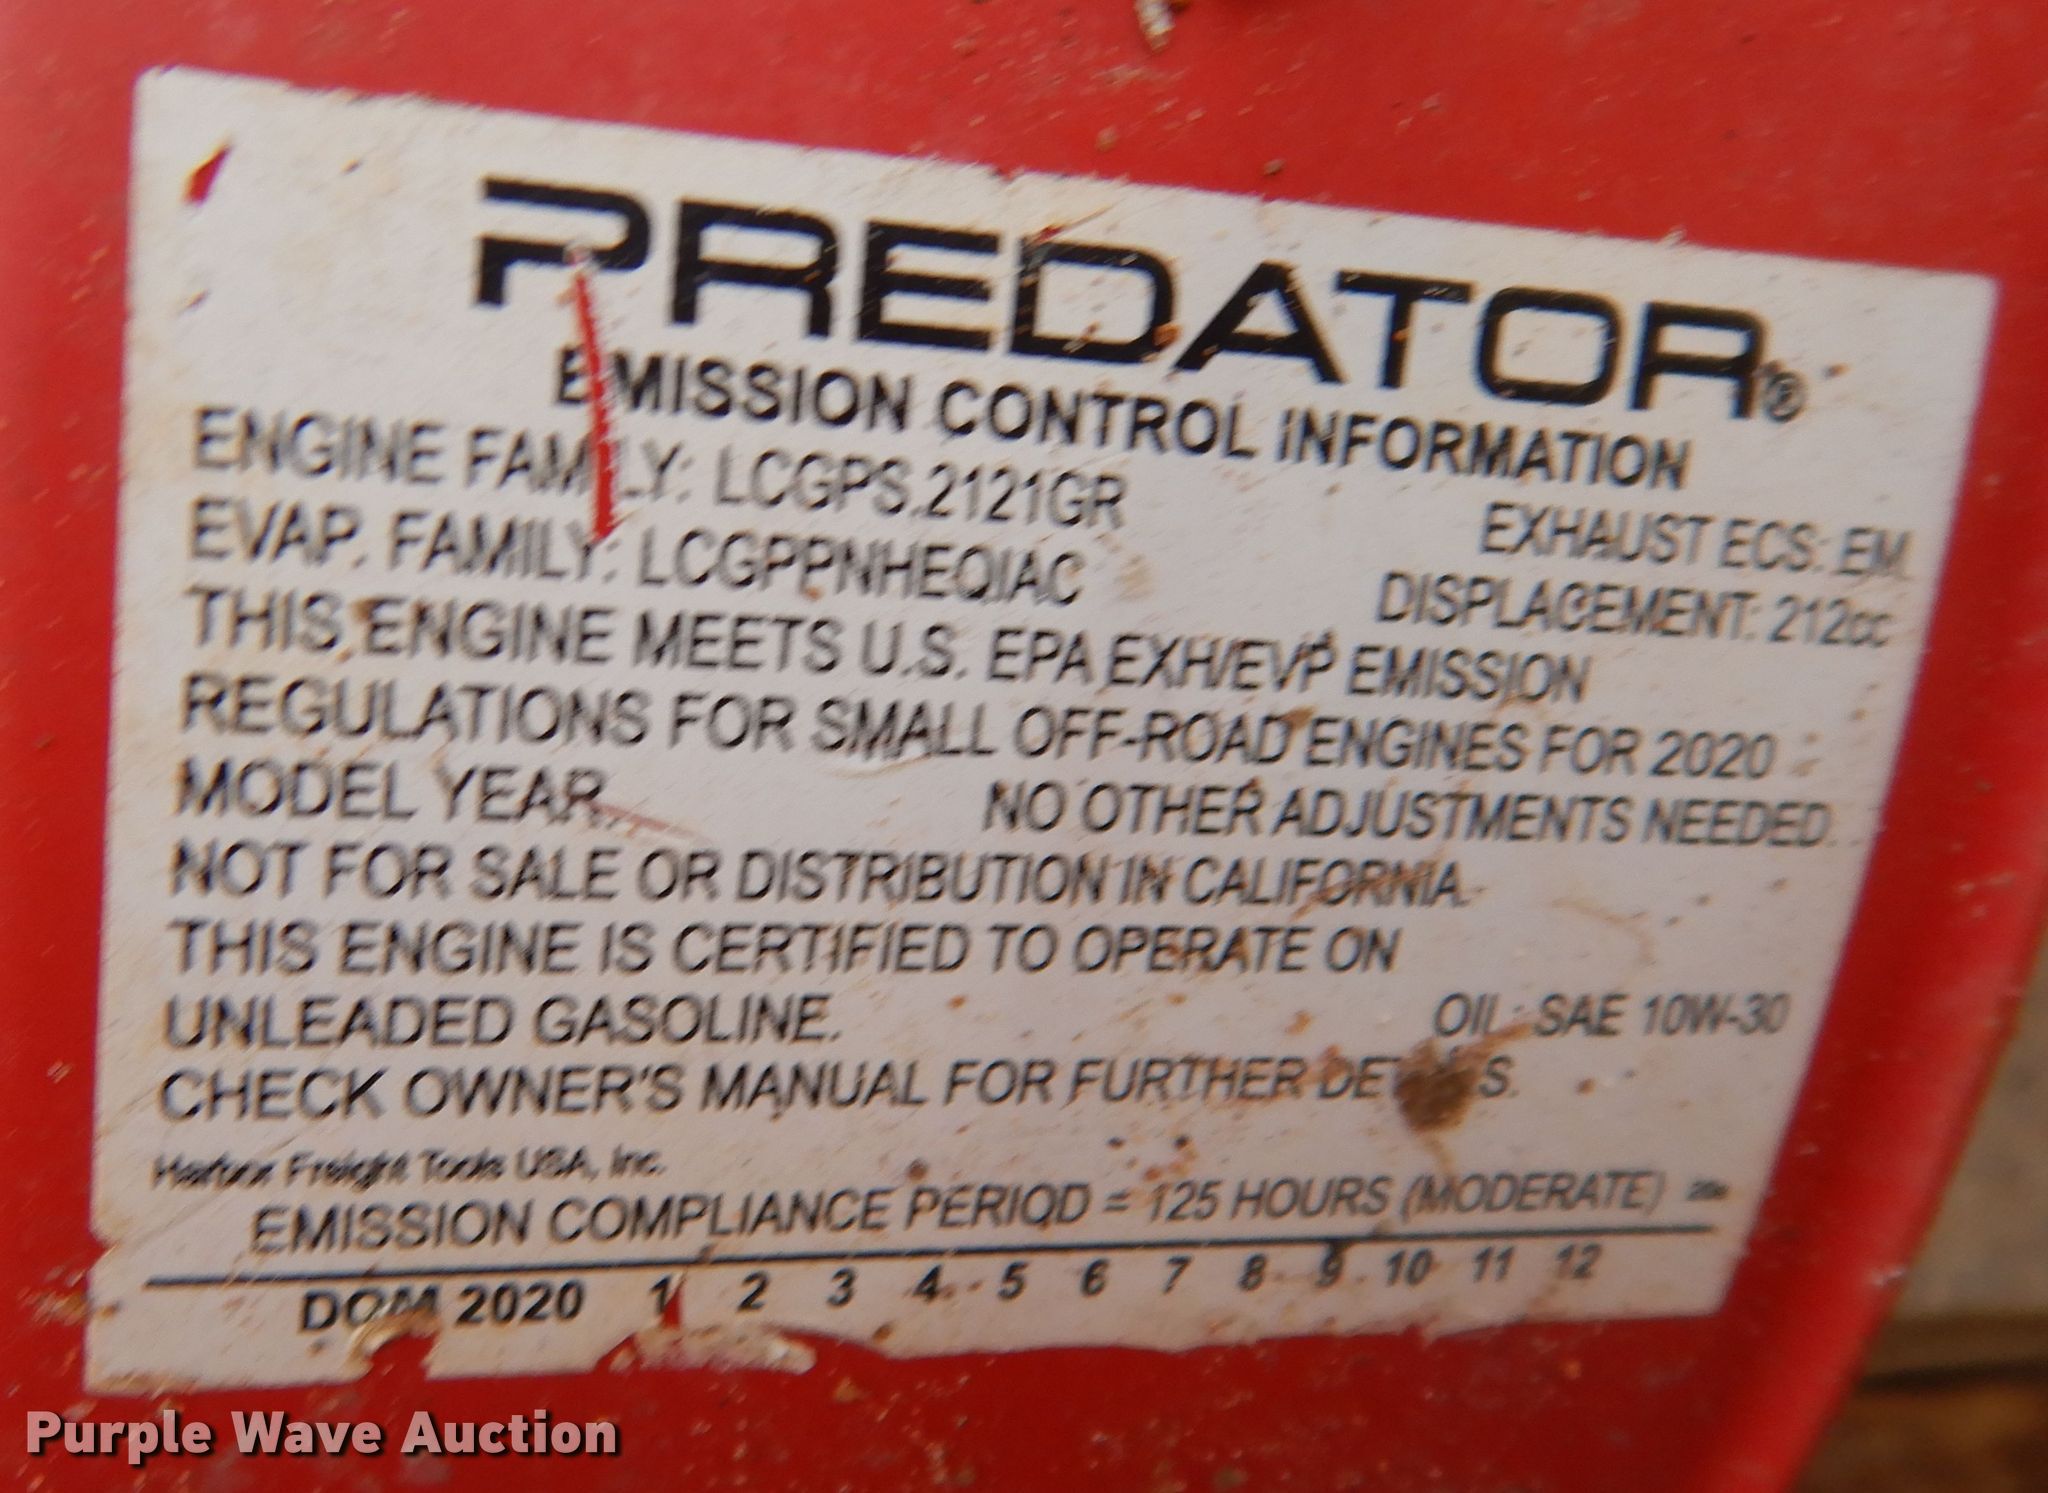 PREDATOR®
EMISSION CONTROL INFORMATION
ENGINE FAMILY: LCGPS.2121GR
EXHAUST ECS: EM.
EVAP. FAMILY: LCGPPNHEQIAC
DISPLACEMENT: 212cc
THIS ENGINE MEETS U.S. EPA EXH/EVP EMISSION
REGULATIONS FOR SMALL OFF-ROAD ENGINES FOR 2020
MODEL YEAR. NO OTHER ADJUSTMENTS NEEDED.
NOT FOR SALE OR DISTRIBUTION IN CALIFORNIA.
THIS ENGINE IS CERTIFIED TO OPERATE ON
UNLEADED GASOLINE. OIL: SAE 10W-30
CHECK OWNER'S MANUAL FOR FURTHER DETAILS.
Harbor Freight Tools USA, Inc.
EMISSION COMPLIANCE PERIOD = 125 HOURS (MODERATE)
DOM 2020 1 2 3 4 5 6 7 8 9 10 11 12
Purple Wave Auction